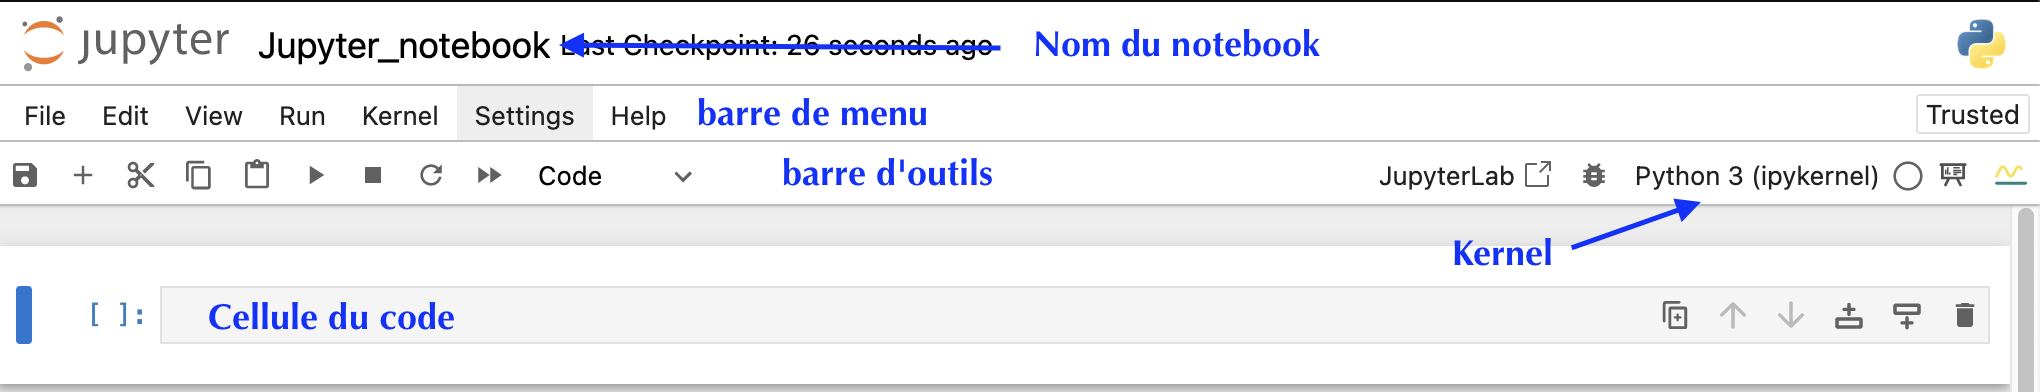 jupyter Jupyter_notebook Last Checkpoint: 26 seconds ago Nom du notebook
File Edit View Run Kernel Settings Help barre de menu Trusted
Code barre d'outils JupyterLab Python 3 (ipykernel)
Kernel
[ ]: Cellule du code